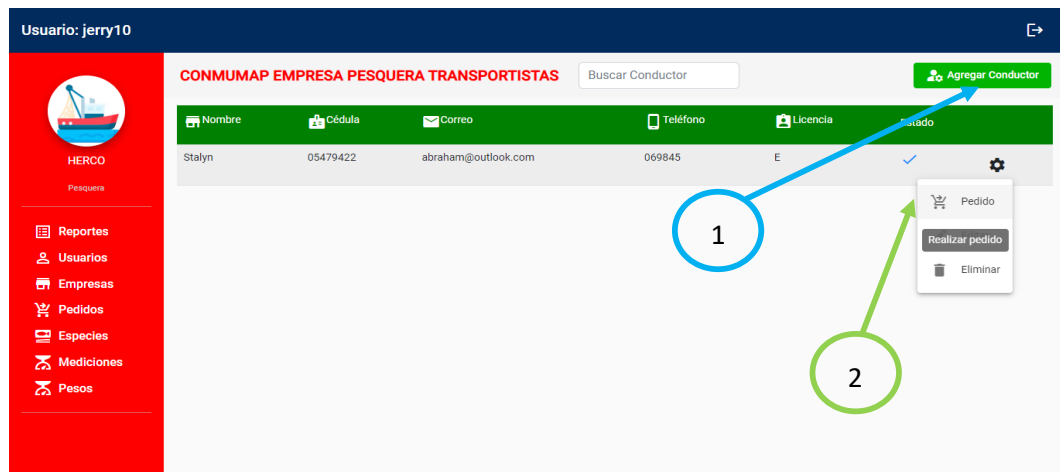 Usuario: jerry10
CONMUMAP EMPRESA PESQUERA TRANSPORTISTAS
Buscar Conductor
Agregar Conductor
HERCO
Pesquera
Reportes
Usuarios
Empresas
Pedidos
Especies
Mediciones
Pesos
Nombre Cédula Correo Teléfono Licencia Estado
Stalyn 05479422 abraham@outlook.com 069845 E
Pedido
Realizar pedido
Eliminar
1
2